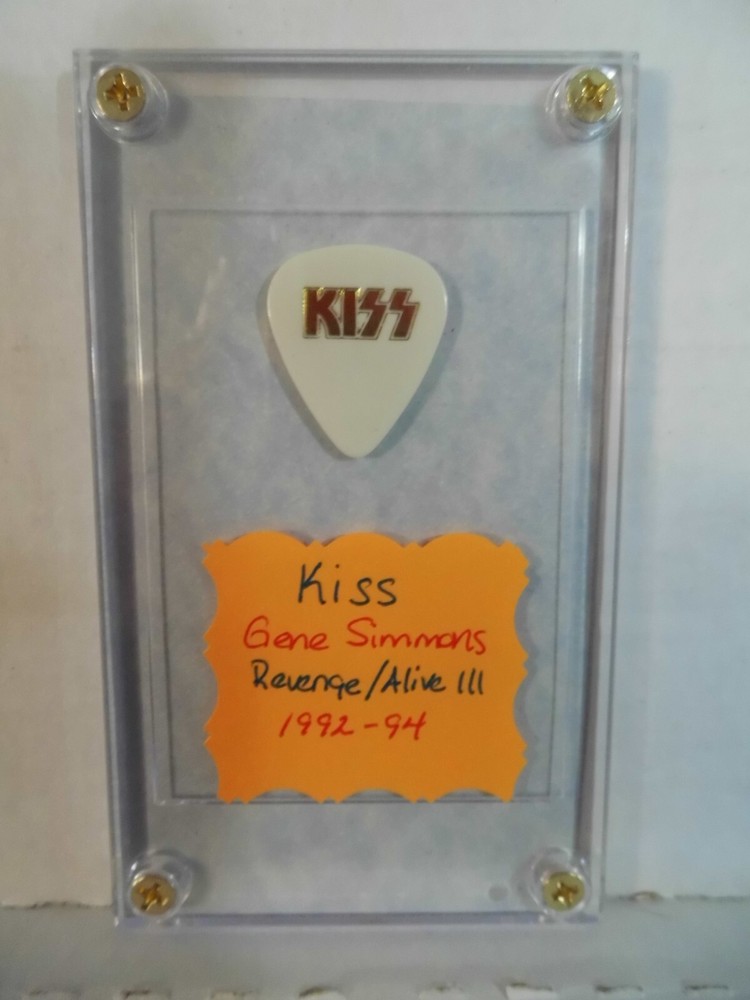 KISS
Kiss
Gene Simmons
Revenge/Alive III
1992-94